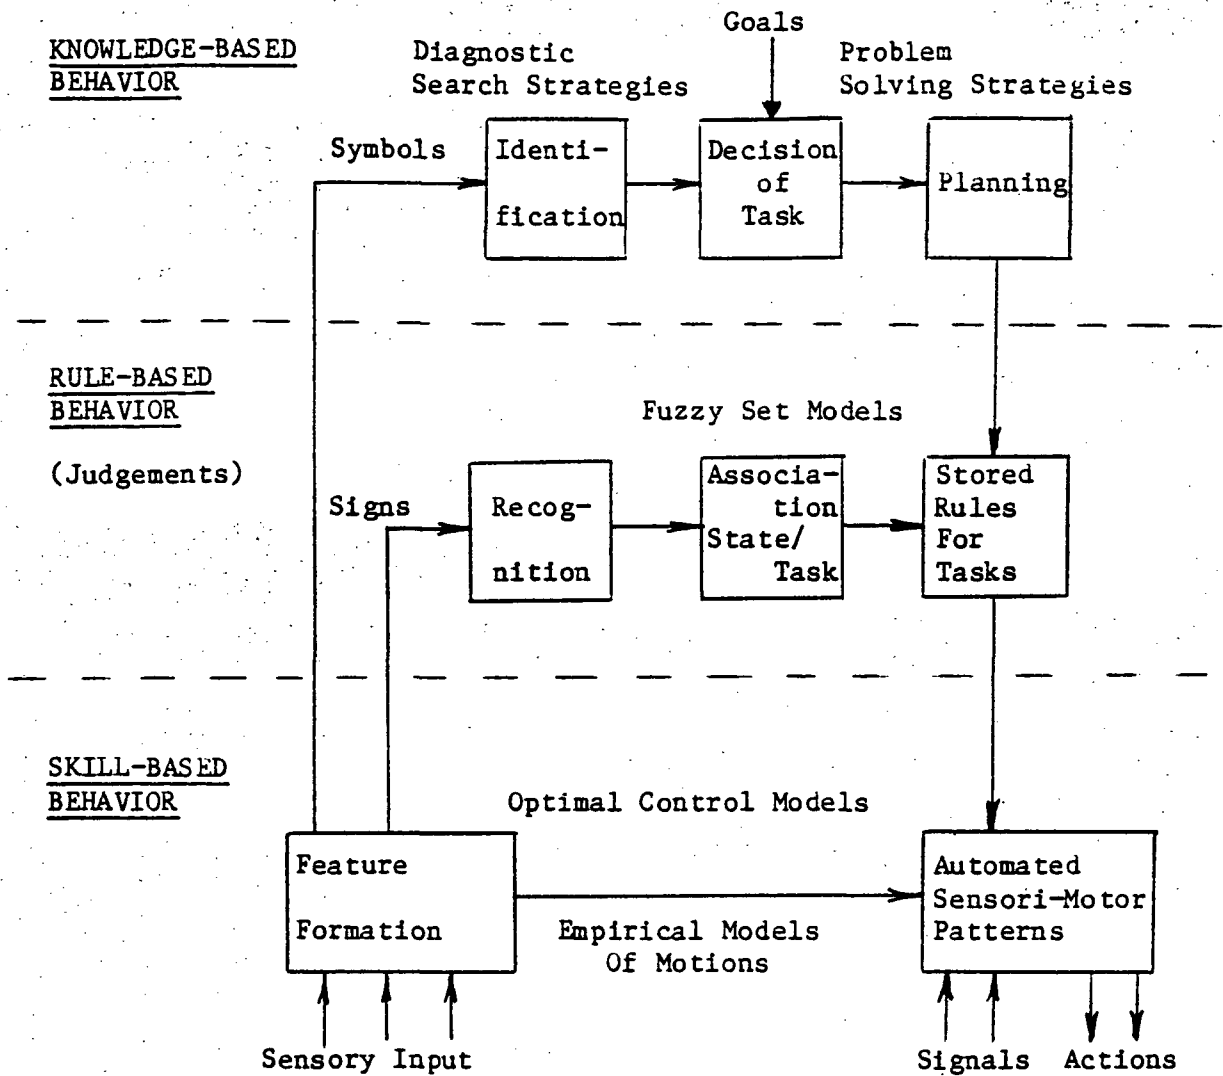 Goals
KNOWLEDGE-BASED
BEHAVIOR
Diagnostic
Search Strategies
Problem
Solving Strategies
Symbols
Identi-
fication
Decision
of
Task
Planning
RULE-BASED
BEHAVIOR
(Judgements)
Fuzzy Set Models
Signs
Recog-
nition
Associa-
tion
State/
Task
Stored
Rules
For
Tasks
SKILL-BASED
BEHAVIOR
Optimal Control Models
Feature
Formation
Automated
Sensori-Motor
Patterns
Empirical Models
Of Motions
Sensory Input
Signals
Actions